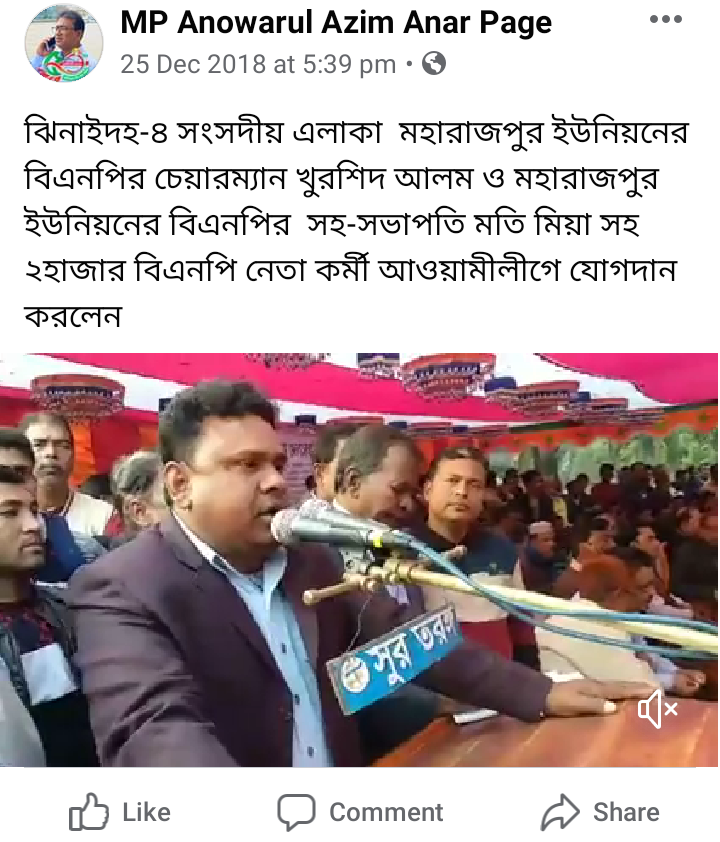 MP Anowarul Azim Anar Page
25 Dec 2018 at 5:39 pm
ঝিনাইদহ-৪ সংসদীয় এলাকা মহারাজপুর ইউনিয়নের
বিএনপির চেয়ারম্যান খুরশিদ আলম ও মহারাজপুর
ইউনিয়নের বিএনপির সহ-সভাপতি মতি মিয়া সহ
২হাজার বিএনপি নেতা কর্মী আওয়ামীলীগে যোগদান
করলেন
সুর তরঙ্গ
Like Comment Share